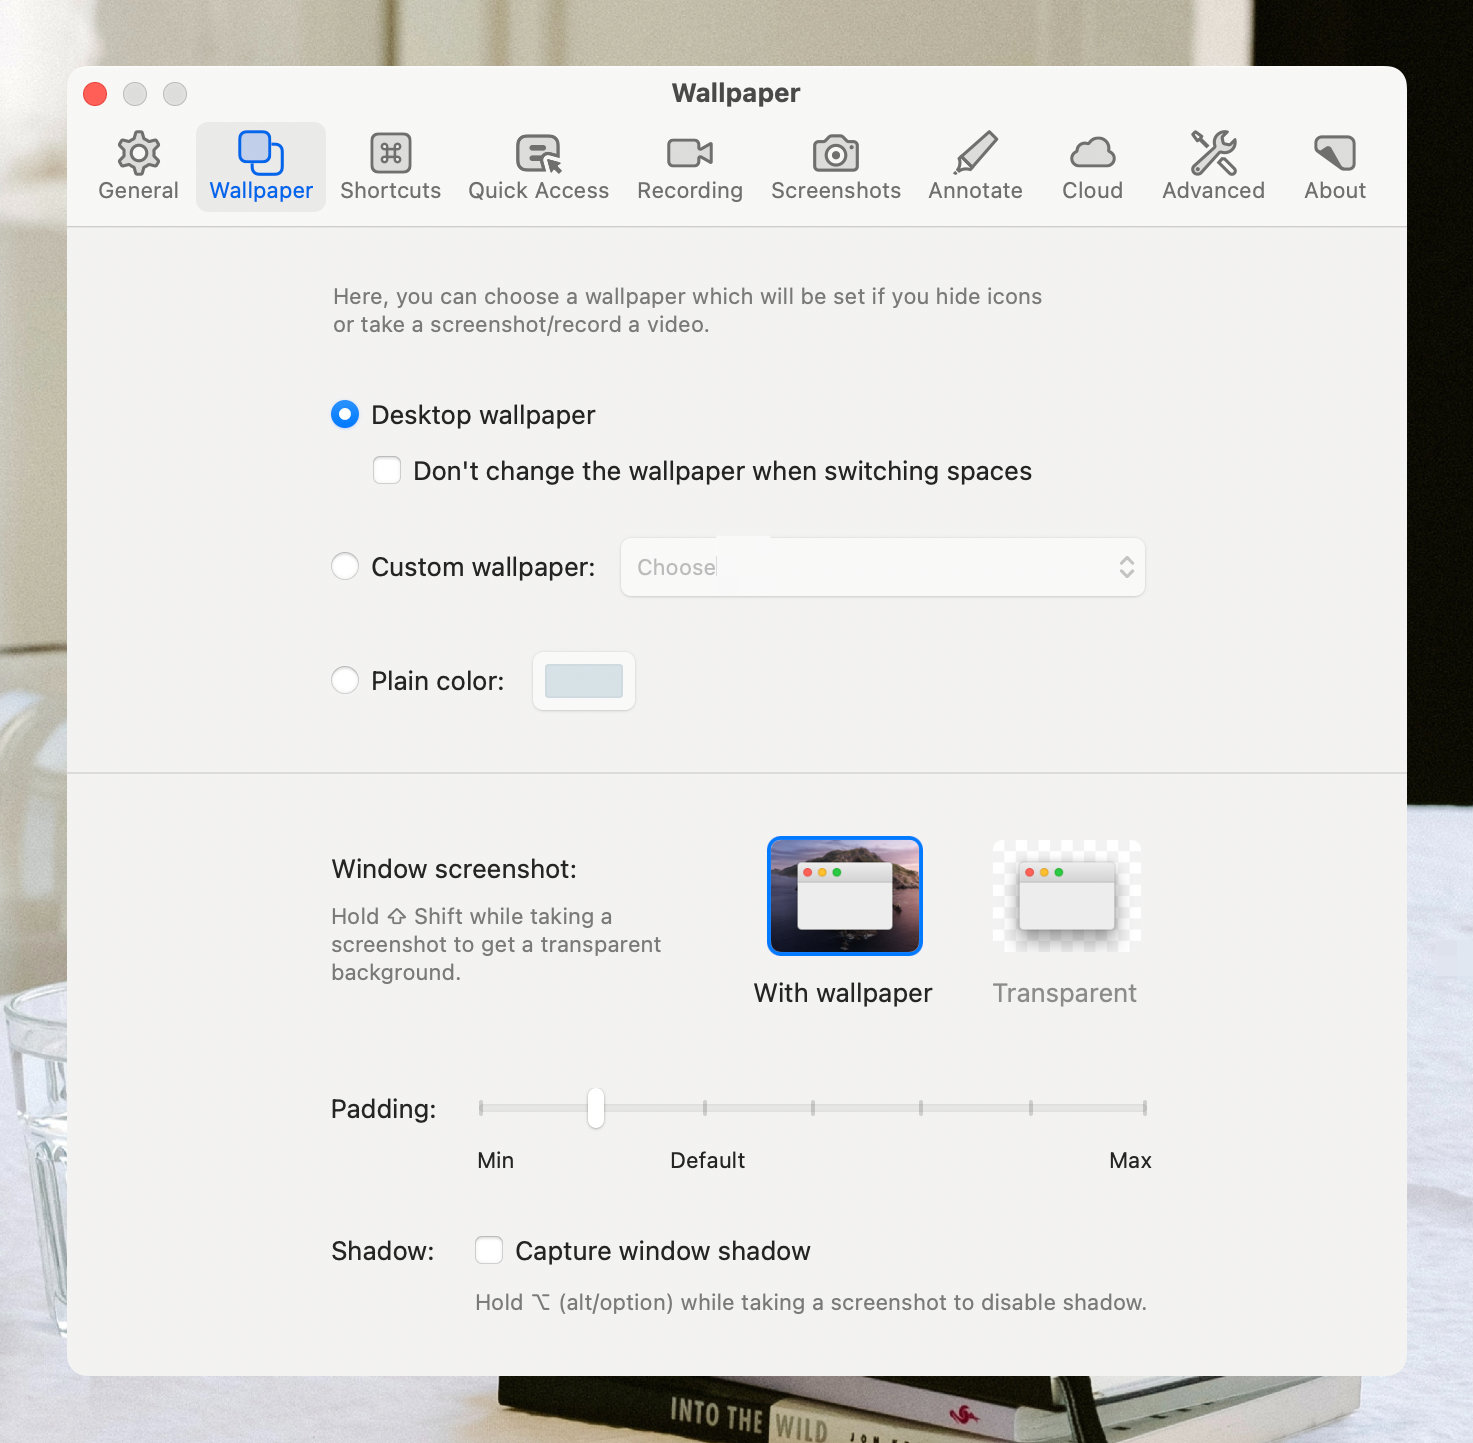 Wallpaper
General
Wallpaper
Shortcuts
Quick Access
Recording
Screenshots
Annotate
Cloud
Advanced
About
Here, you can choose a wallpaper which will be set if you hide icons
or take a screenshot/record a video.
Desktop wallpaper
Don't change the wallpaper when switching spaces
Custom wallpaper:
Choose
Plain color:
Window screenshot:
Hold ⇧ Shift while taking a
screenshot to get a transparent
background.
With wallpaper
Transparent
Padding:
Min
Default
Max
Shadow:
Capture window shadow
Hold ⌥ (alt/option) while taking a screenshot to disable shadow.
INTO THE WILD